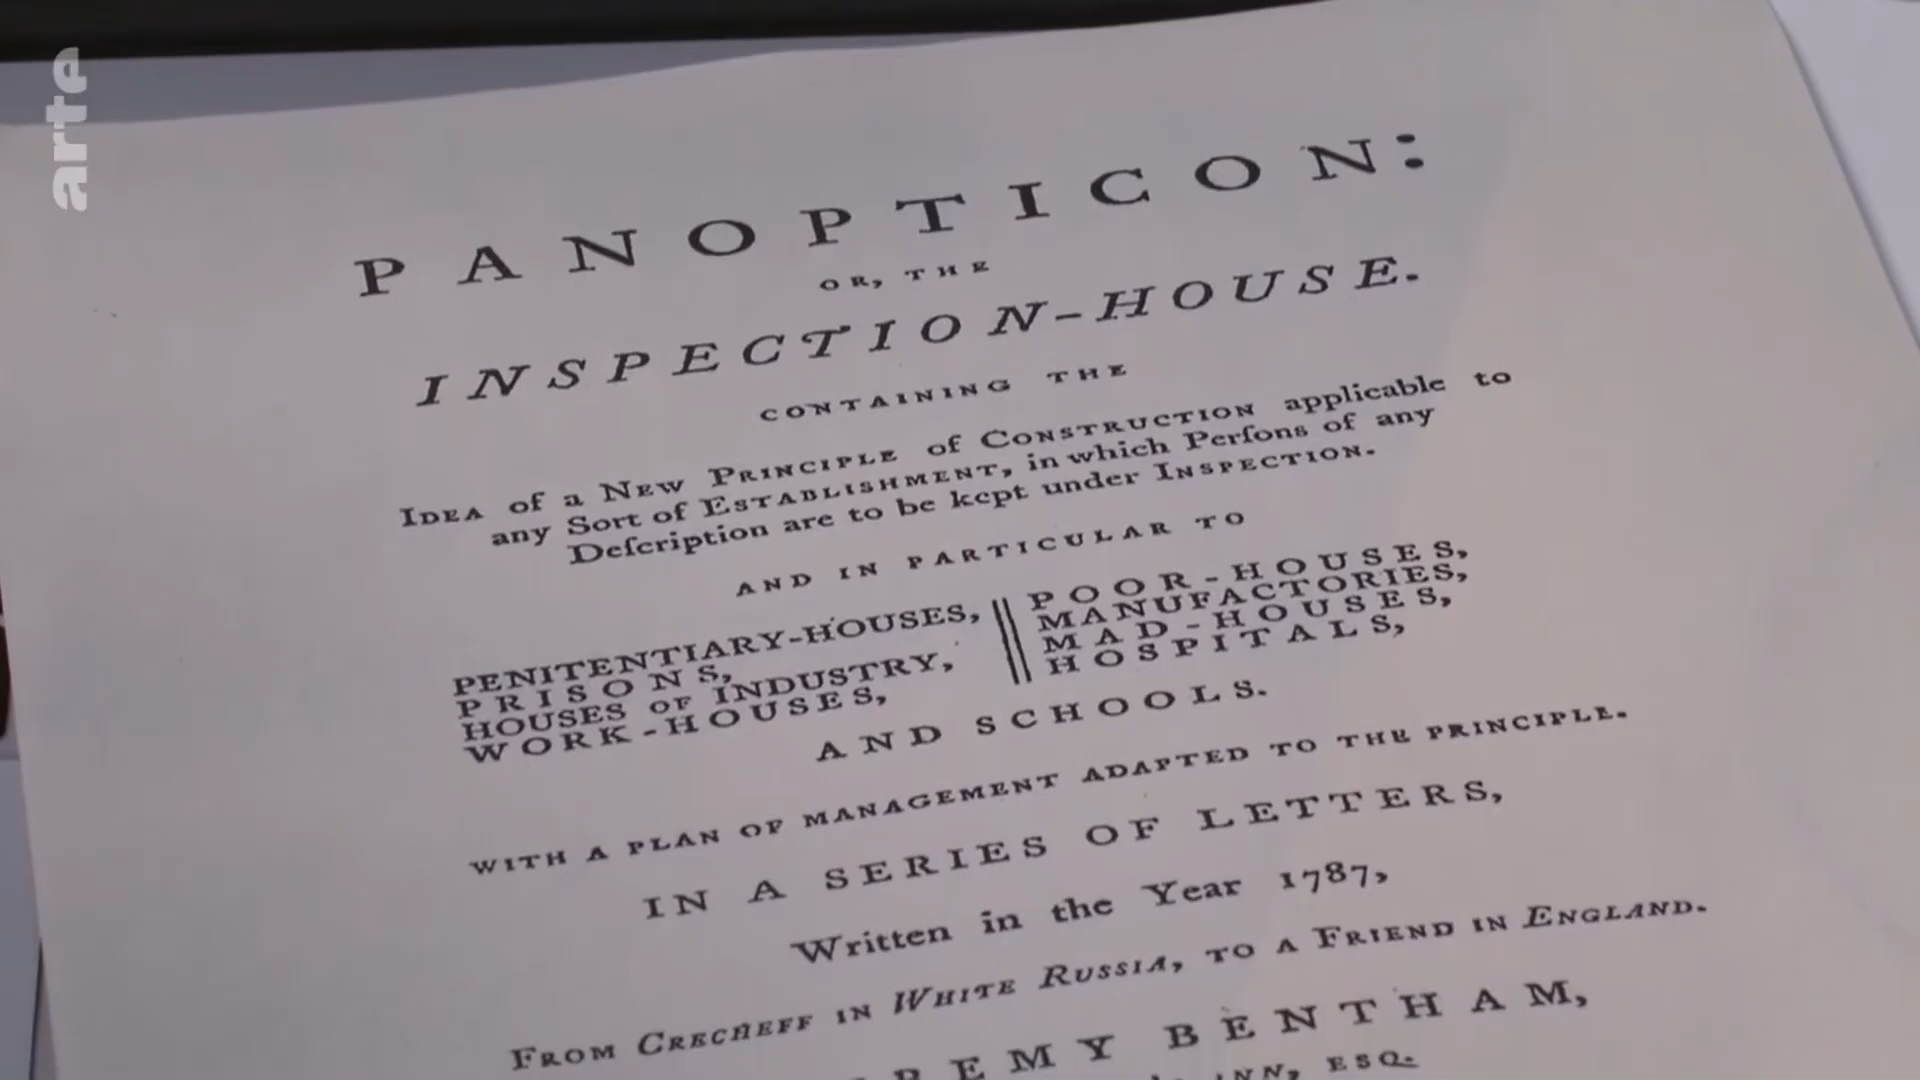 arte
PANOPTICON:
OR, THE
INSPECTION-HOUSE.
CONTAINING THE
IDEA of a NEW PRINCIPLE of CONSTRUCTION applicable to
any Sort of ESTABLISHMENT, in which Perſons of any
Deſcription are to be kept under INSPECTION.
AND IN PARTICULAR TO
PENITENTIARY-HOUSES,
PRISONS,
HOUSES OF INDUSTRY,
WORK-HOUSES,
POOR-HOUSES,
MANUFACTORIES,
MAD-HOUSES,
HOSPITALS,
AND SCHOOLS.
WITH A PLAN OF MANAGEMENT ADAPTED TO THE PRINCIPLE.
IN A SERIES OF LETTERS,
Written in the Year 1787,
FROM CRECHEFF IN WHITE RUSSIA, TO A FRIEND IN ENGLAND.
REMY BENTHAM,
INN, ESQ.